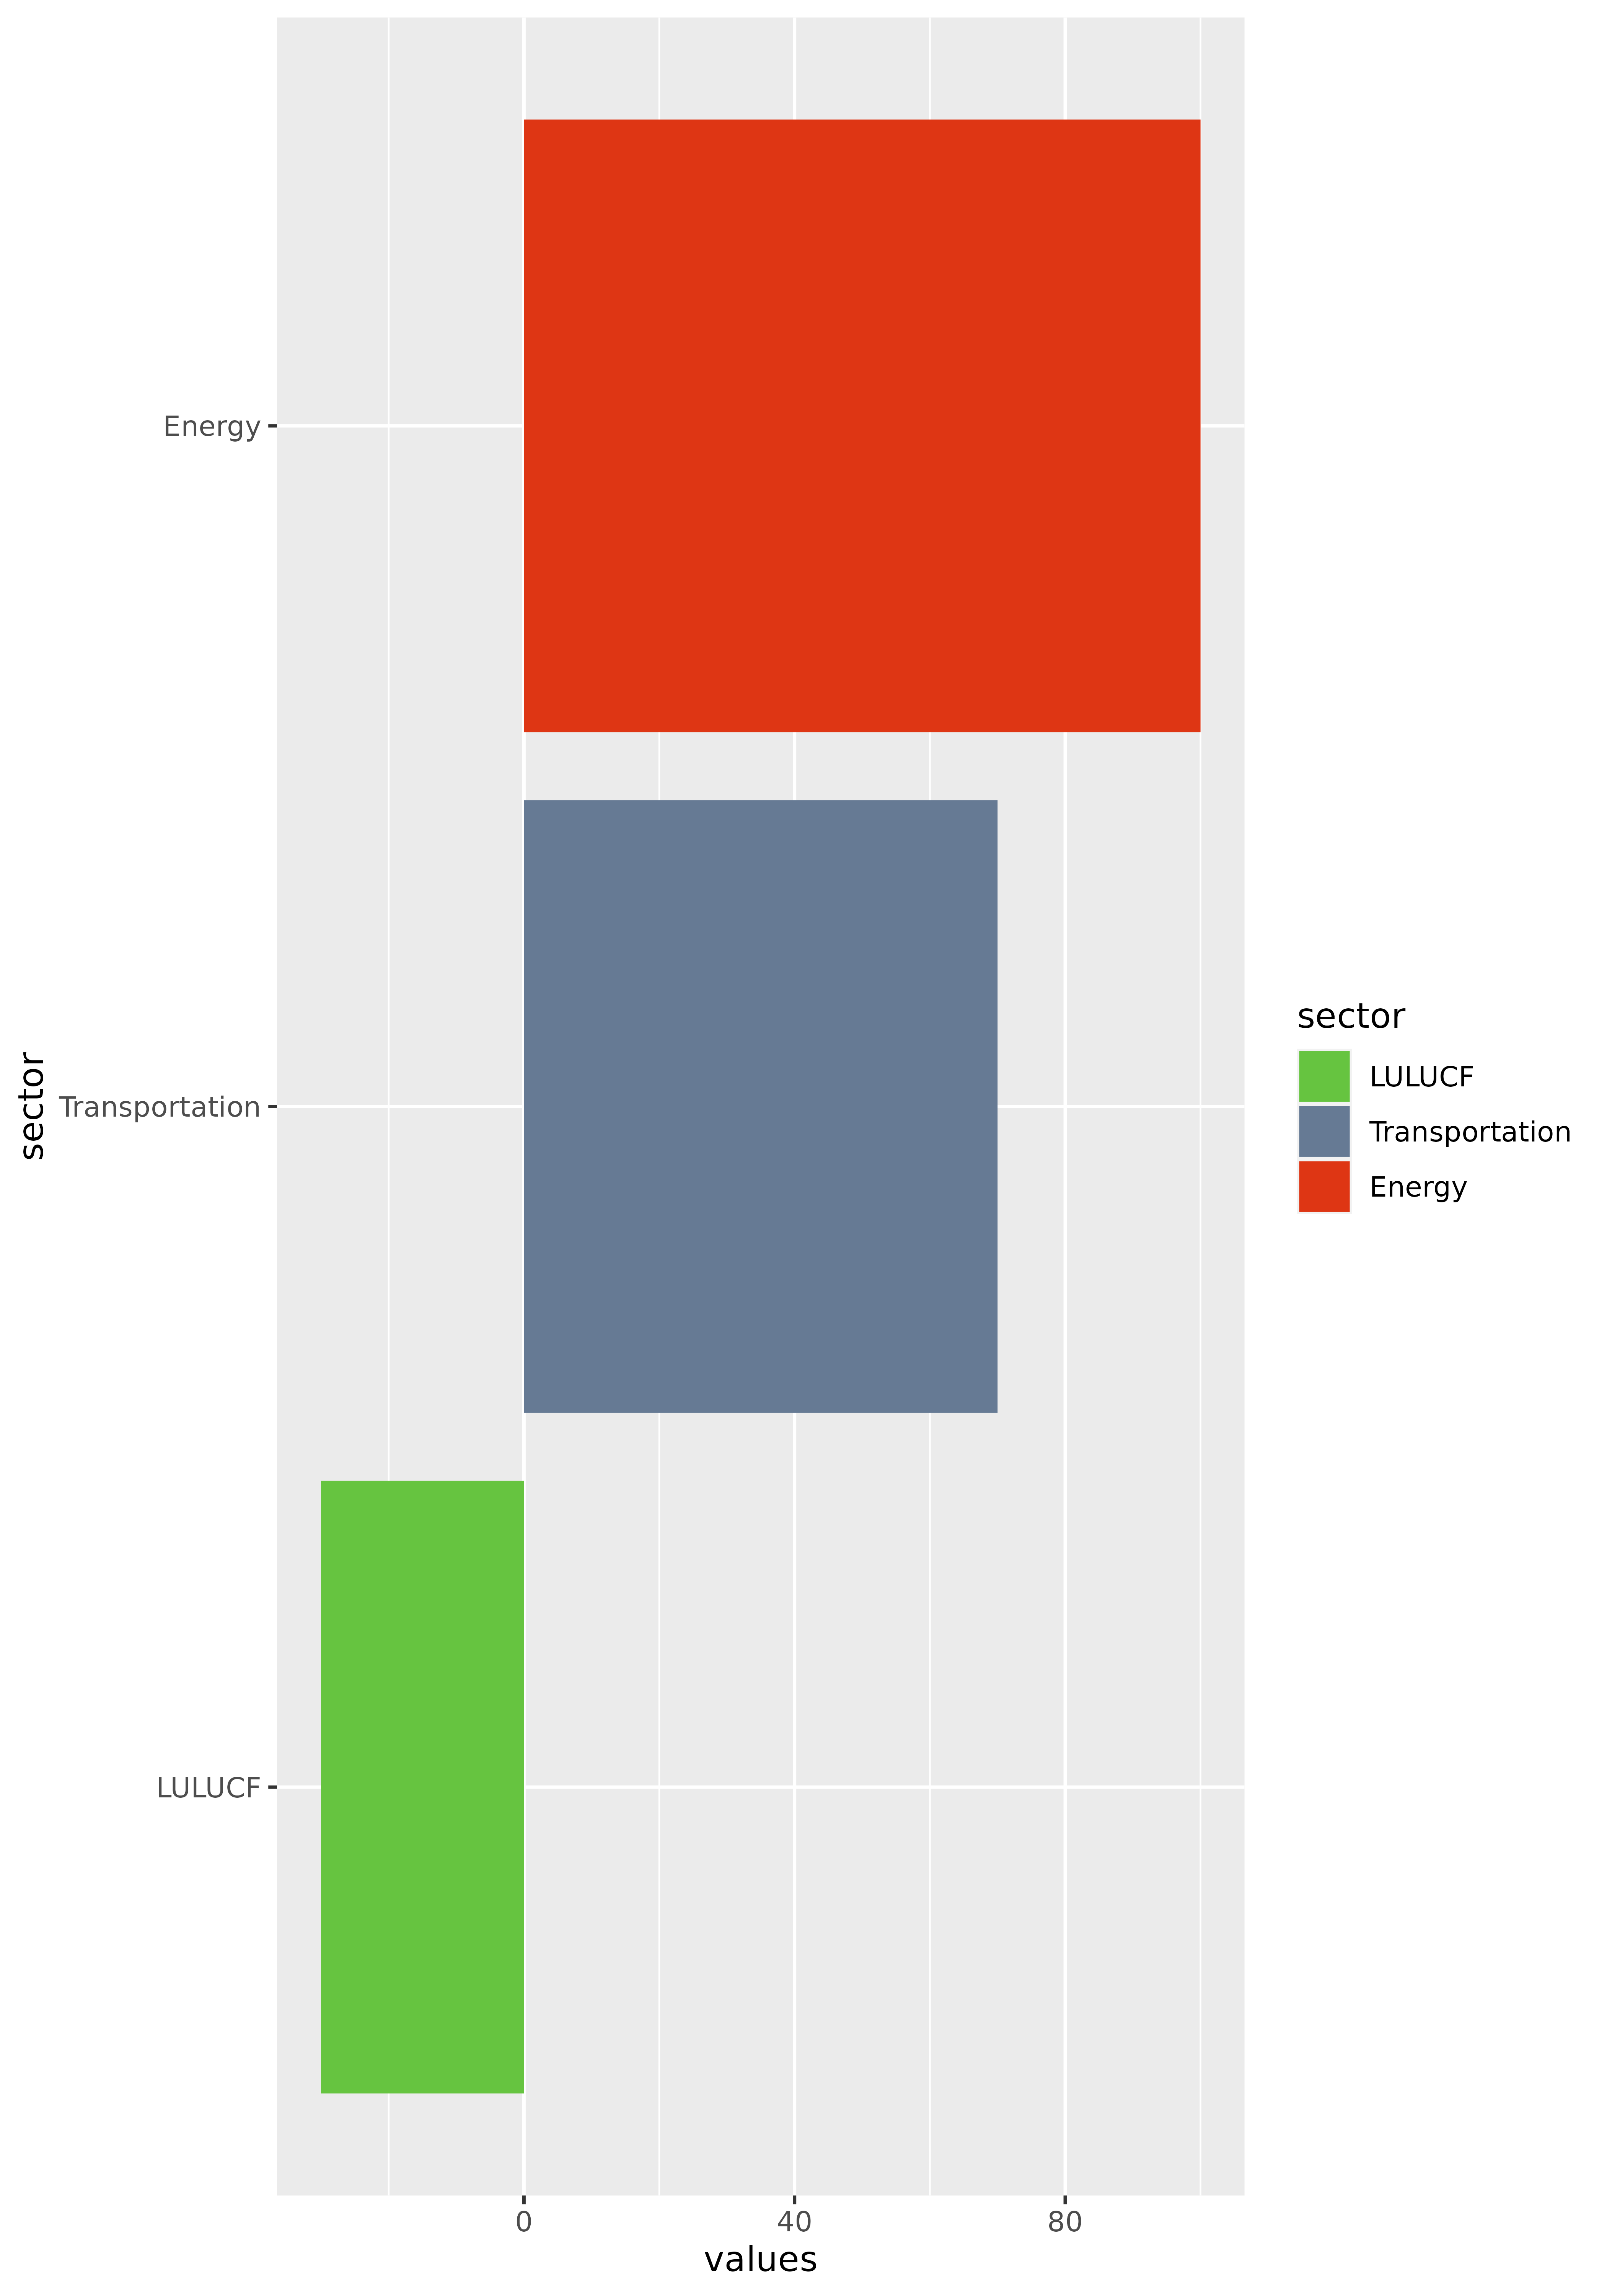 Energy
Transportation
LULUCF
sector
0 40 80
values
sector
LULUCF
Transportation
Energy